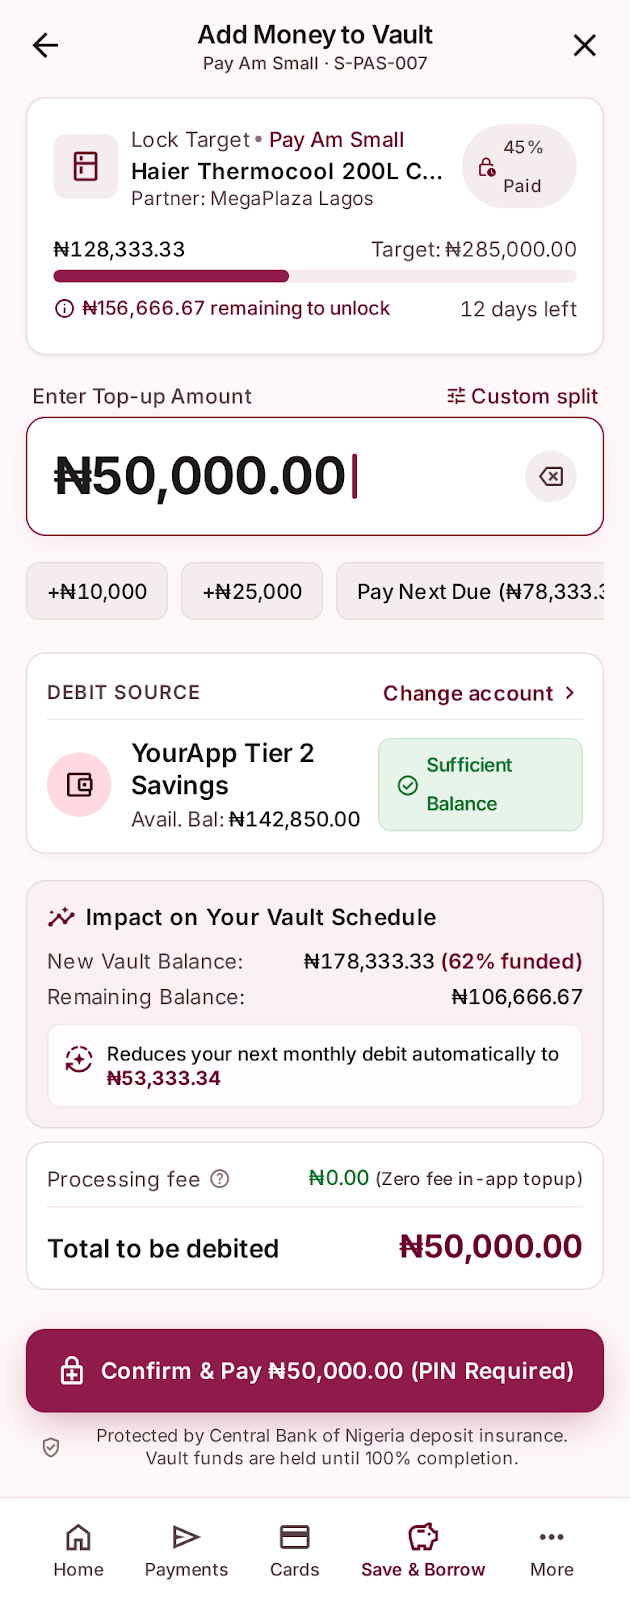 Add Money to Vault
Pay Am Small · S-PAS-007
Lock Target • Pay Am Small
Haier Thermocool 200L C...
Partner: MegaPlaza Lagos
45%
Paid
₦128,333.33
Target: ₦285,000.00
₦156,666.67 remaining to unlock
12 days left
Enter Top-up Amount
Custom split
₦50,000.00
+₦10,000
+₦25,000
Pay Next Due (₦78,333.3
DEBIT SOURCE
Change account
YourApp Tier 2
Savings
Avail. Bal: ₦142,850.00
Sufficient
Balance
Impact on Your Vault Schedule
New Vault Balance:
₦178,333.33 (62% funded)
Remaining Balance:
₦106,666.67
Reduces your next monthly debit automatically to
₦53,333.34
Processing fee
₦0.00 (Zero fee in-app topup)
Total to be debited
₦50,000.00
Confirm & Pay ₦50,000.00 (PIN Required)
Protected by Central Bank of Nigeria deposit insurance.
Vault funds are held until 100% completion.
Home
Payments
Cards
Save & Borrow
More